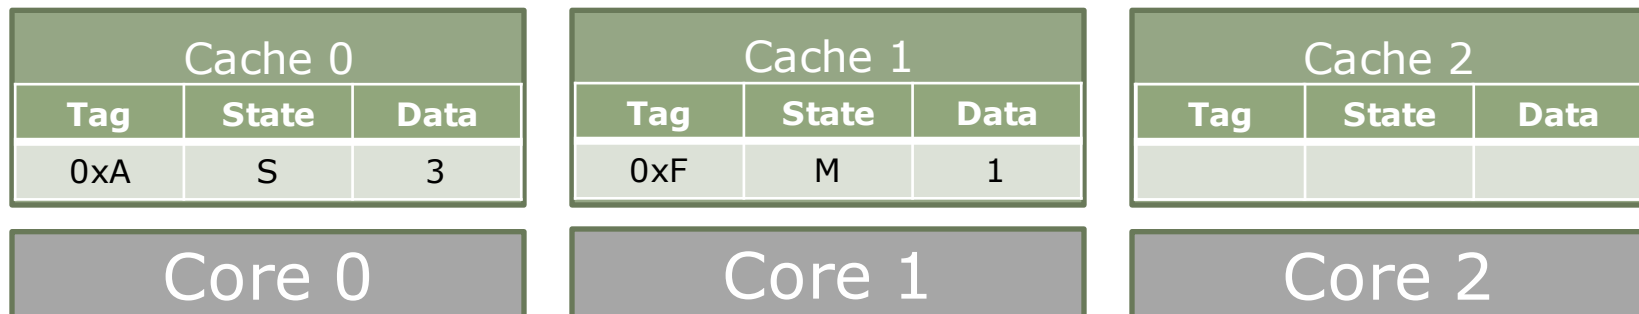 Cache 0
Tag State Data
0xA S 3
Core 0
Cache 1
Tag State Data
0xF M 1
Core 1
Cache 2
Tag State Data
Core 2